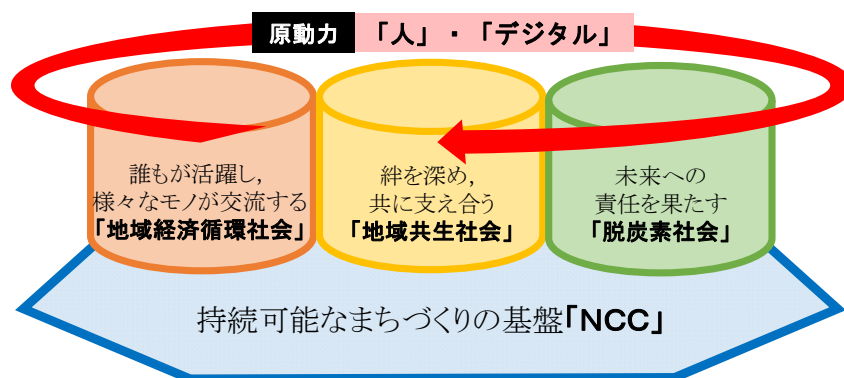 原動力 「人」・「デジタル」
誰もが活躍し,
様々なモノが交流する
「地域経済循環社会」
絆を深め,
共に支え合う
「地域共生社会」
未来への
責任を果たす
「脱炭素社会」
持続可能なまちづくりの基盤「NCC」